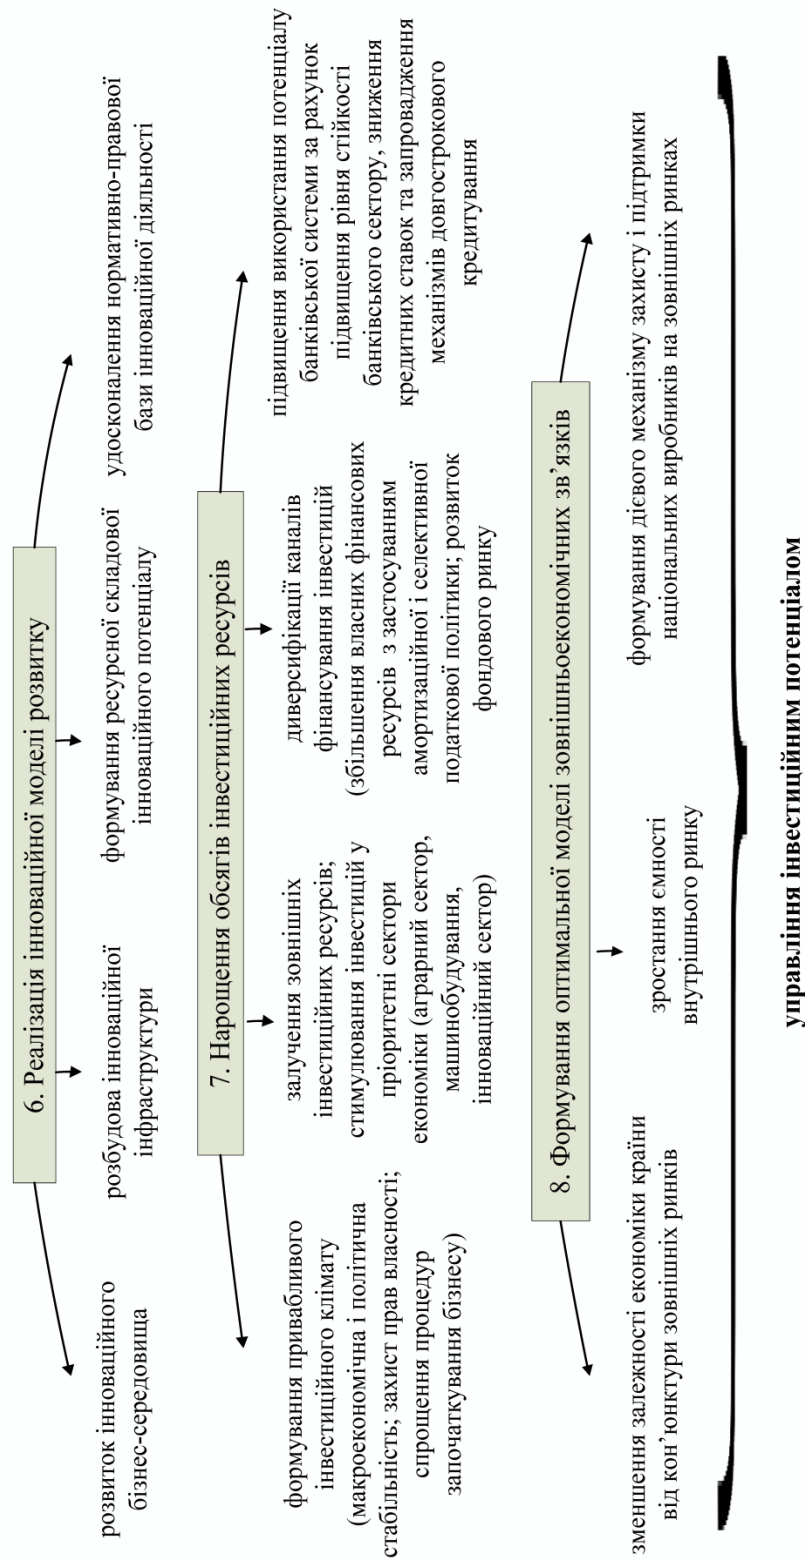 6. Реалізація інноваційної моделі розвитку
розвиток інноваційного
бізнес-середовища
розбудова інноваційної
інфраструктури
формування ресурсної складової
інноваційного потенціалу
удосконалення нормативно-правової
бази інноваційної діяльності
7. Нарощення обсягів інвестиційних ресурсів
формування привабливого
інвестиційного клімату
(макроекономічна і політична
стабільність; захист прав власності;
спрощення процедур
започаткування бізнесу)
залучення зовнішніх
інвестиційних ресурсів;
стимулювання інвестицій у
пріоритетні сектори
економіки (аграрний сектор,
машинобудування,
інноваційний сектор)
диверсифікації каналів
фінансування інвестицій
(збільшення власних фінансових
ресурсів з застосуванням
амортизаційної і селективної
податкової політики; розвиток
фондового ринку
підвищення використання потенціалу
банківської системи за рахунок
підвищення рівня стійкості
банківського сектору, зниження
кредитних ставок та запровадження
механізмів довгострокового
кредитування
8. Формування оптимальної моделі зовнішньоекономічних зв’язків
зменшення залежності економіки країни
від кон’юнктури зовнішніх ринків
зростання ємності
внутрішнього ринку
формування дієвого механізму захисту і підтримки
національних виробників на зовнішніх ринках
управління інвестиційним потенціалом